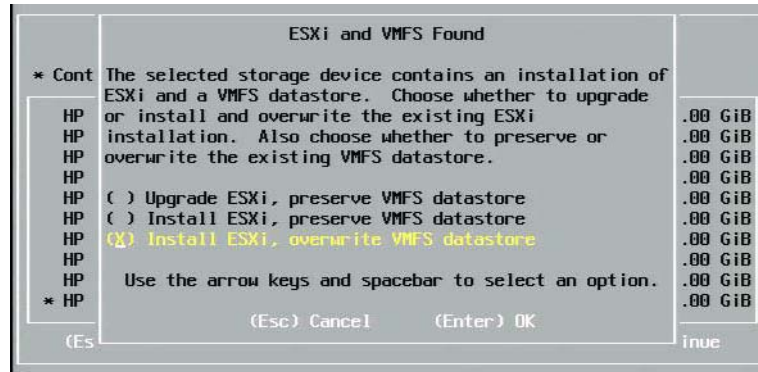 ESXi and VMFS Found
* Cont The selected storage device contains an installation of
ESXi and a VMFS datastore. Choose whether to upgrade
HP or install and overwrite the existing ESXi .00 GiB
HP installation. Also choose whether to preserve or .00 GiB
HP overwrite the existing VMFS datastore. .00 GiB
HP .00 GiB
HP ( ) Upgrade ESXi, preserve VMFS datastore .00 GiB
HP ( ) Install ESXi, preserve VMFS datastore .00 GiB
HP (X) Install ESXi, overwrite VMFS datastore .00 GiB
HP .00 GiB
HP Use the arrow keys and spacebar to select an option. .00 GiB
* HP .00 GiB
(Esc) Cancel (Enter) OK
(Es inue